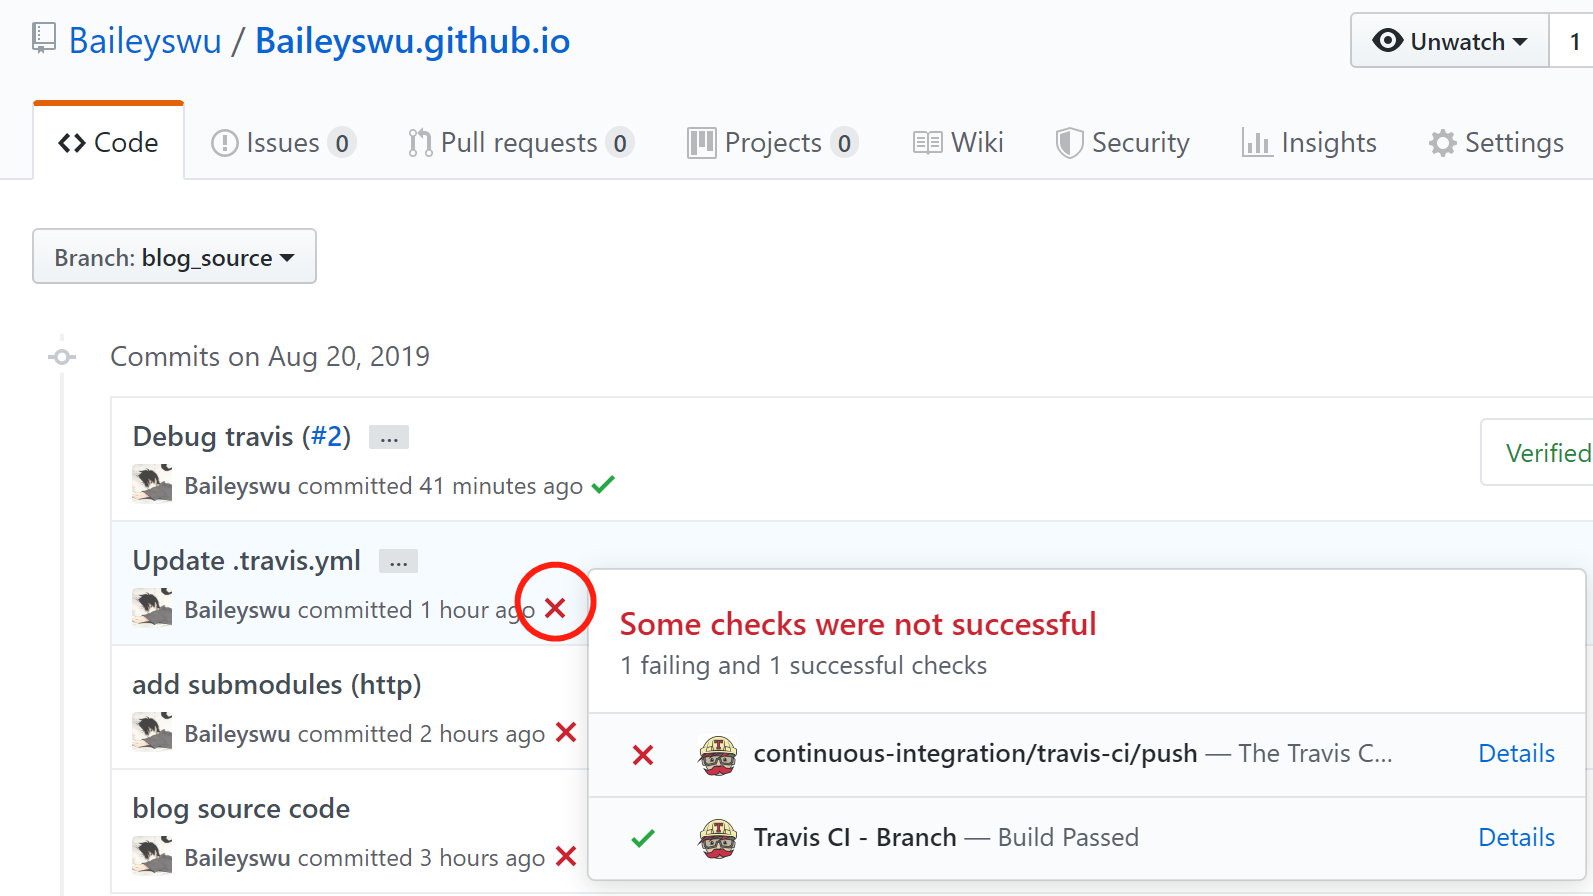 Baileyswu / Baileyswu.github.io
Unwatch 1
Code Issues 0 Pull requests 0 Projects 0 Wiki Security Insights Settings
Branch: blog_source
Commits on Aug 20, 2019
Debug travis (#2) ...
Baileyswu committed 41 minutes ago
Verified
Update .travis.yml ...
Baileyswu committed 1 hour ago
Some checks were not successful
1 failing and 1 successful checks
add submodules (http)
Baileyswu committed 2 hours ago
continuous-integration/travis-ci/push — The Travis C... Details
blog source code
Travis CI - Branch — Build Passed Details
Baileyswu committed 3 hours ago